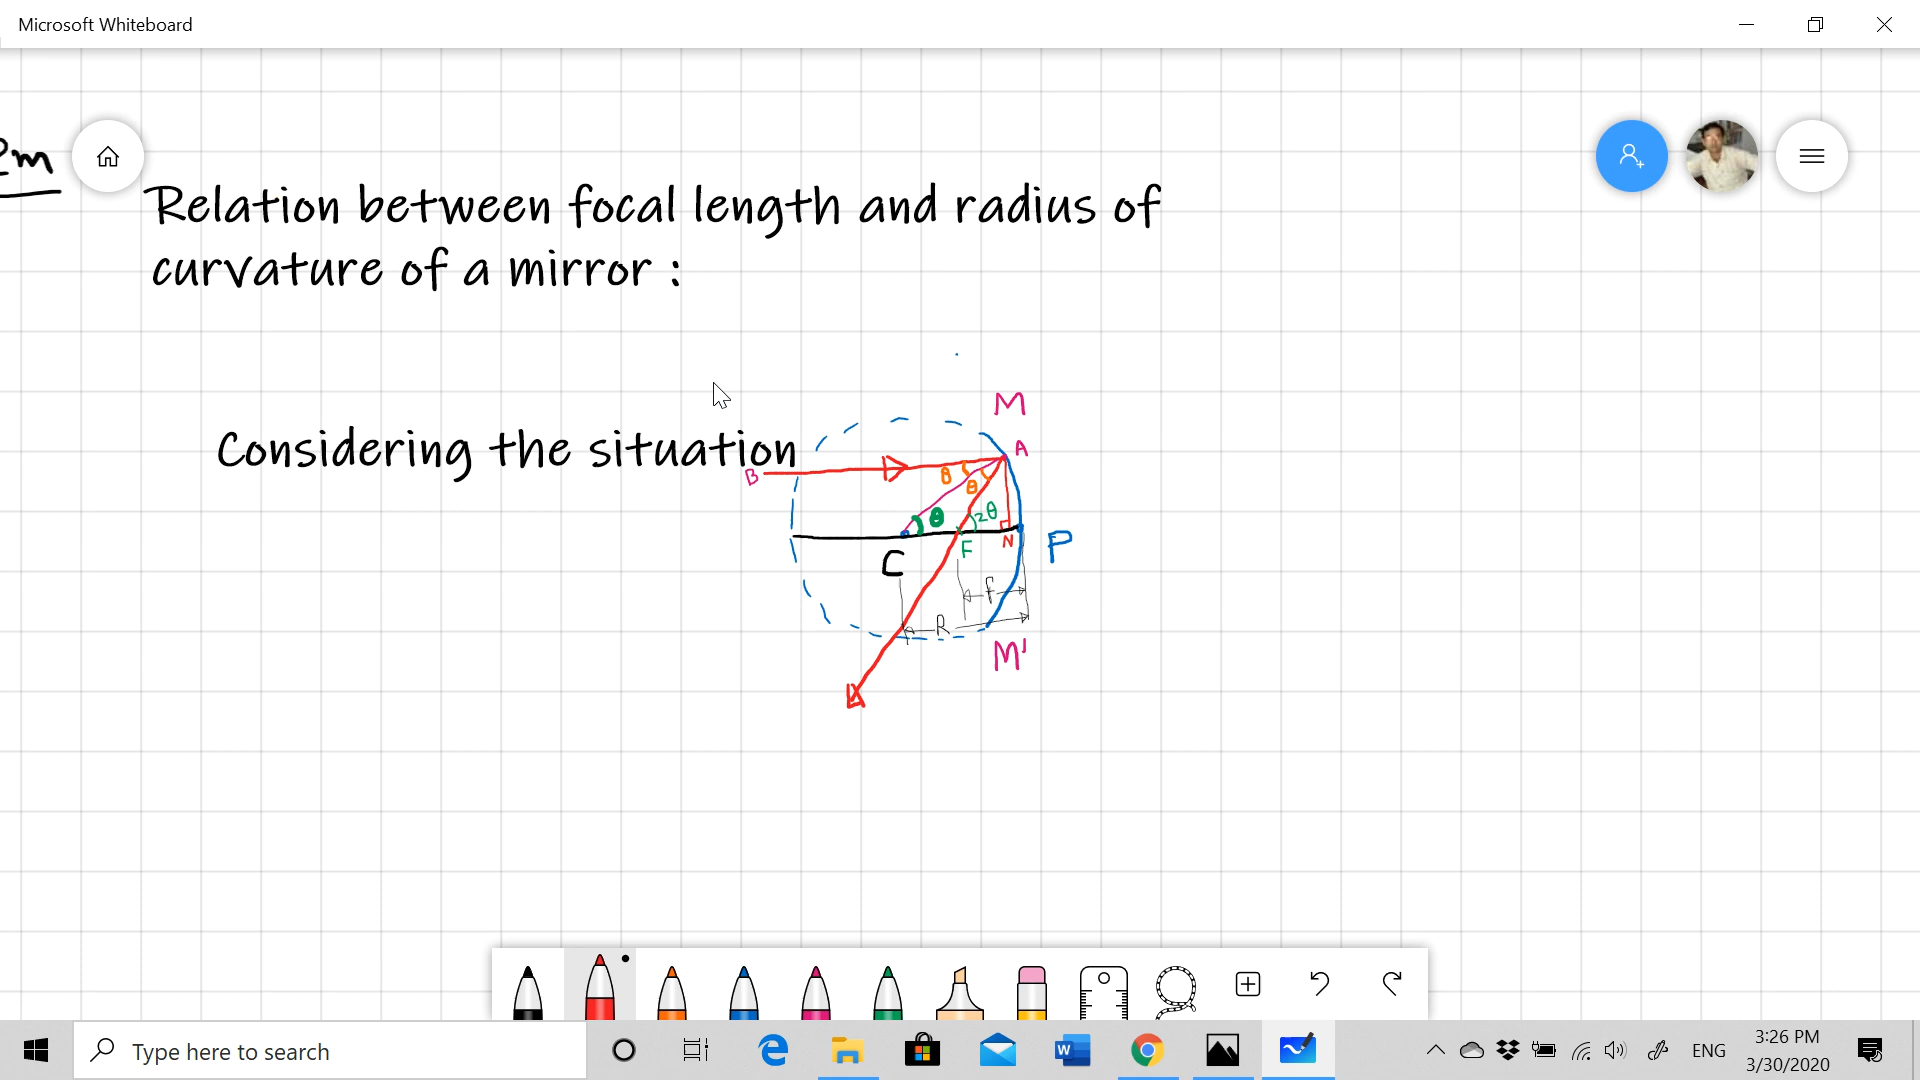 Microsoft Whiteboard
2m
Relation between focal length and radius of
curvature of a mirror :
Considering the situation
M
A
B
θ
θ
θ
2θ
C
F
N
P
f
R
M'
Type here to search
ENG
3:26 PM
3/30/2020